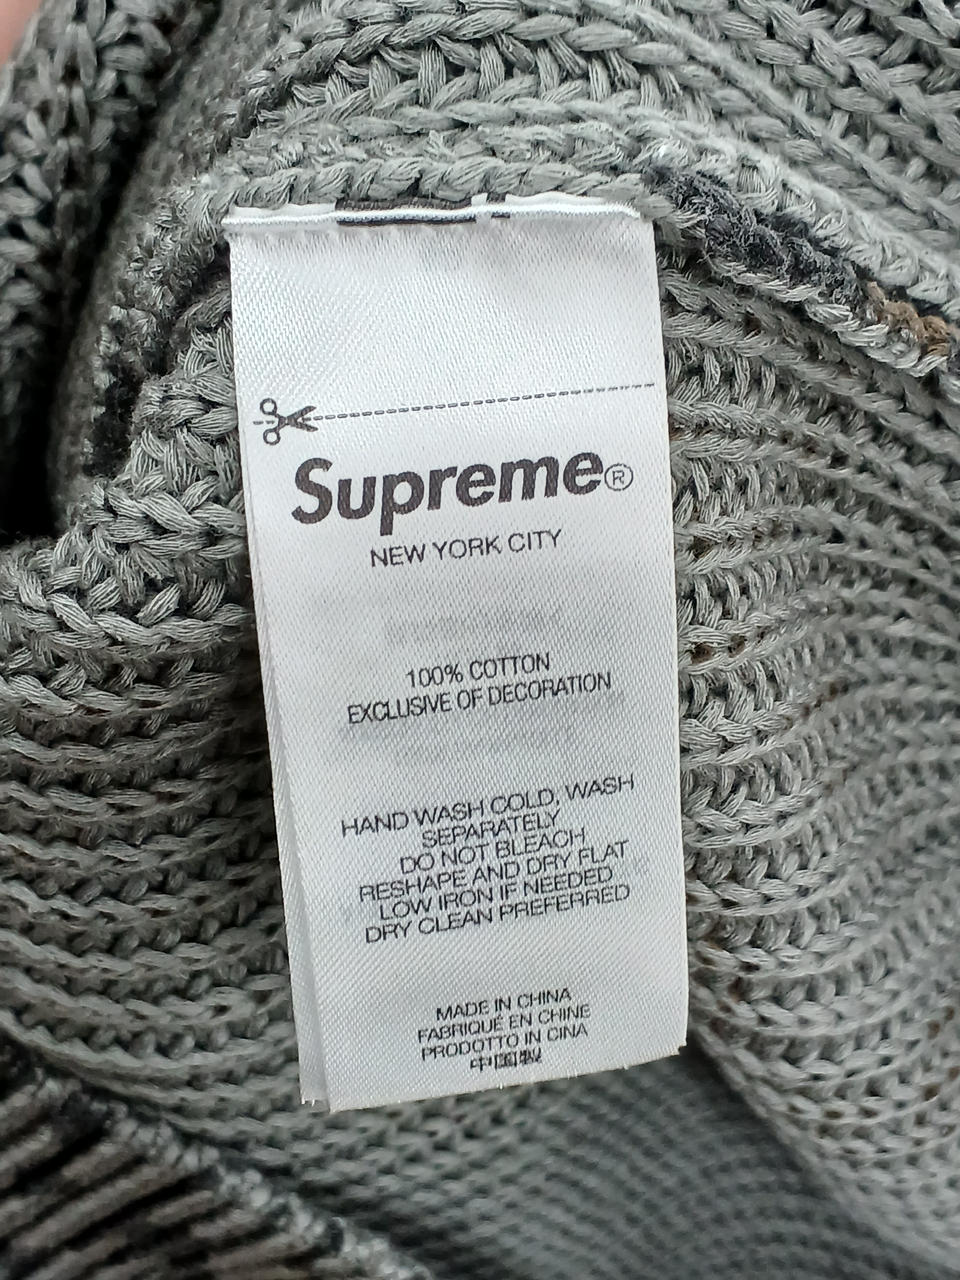 Supreme®
NEW YORK CITY
100% COTTON
EXCLUSIVE OF DECORATION
HAND WASH COLD, WASH
SEPARATELY
DO NOT BLEACH
RESHAPE AND DRY FLAT
LOW IRON IF NEEDED
DRY CLEAN PREFERRED
MADE IN CHINA
FABRIQUÉ EN CHINE
PRODOTTO IN CINA
中国製